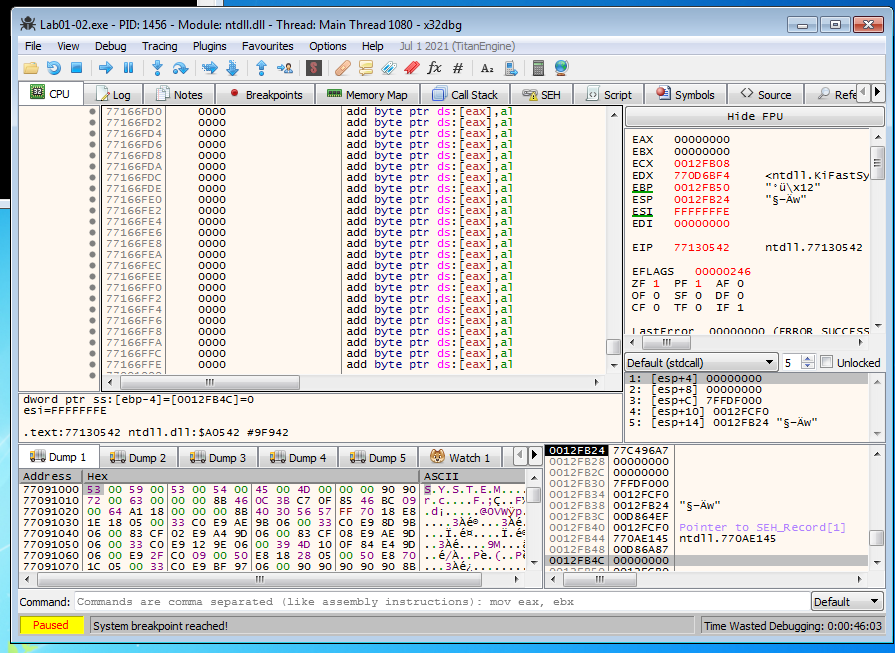 Lab01-02.exe - PID: 1456 - Module: ntdll.dll - Thread: Main Thread 1080 - x32dbg
File View Debug Tracing Plugins Favourites Options Help Jul 1 2021 (TitanEngine)
CPU Log Notes Breakpoints Memory Map Call Stack SEH Script Symbols Source Refe
77166FD0 0000 add byte ptr ds:[eax],al
77166FD2 0000 add byte ptr ds:[eax],al
77166FD4 0000 add byte ptr ds:[eax],al
77166FD6 0000 add byte ptr ds:[eax],al
77166FD8 0000 add byte ptr ds:[eax],al
77166FDA 0000 add byte ptr ds:[eax],al
77166FDC 0000 add byte ptr ds:[eax],al
77166FDE 0000 add byte ptr ds:[eax],al
77166FE0 0000 add byte ptr ds:[eax],al
77166FE2 0000 add byte ptr ds:[eax],al
77166FE4 0000 add byte ptr ds:[eax],al
77166FE6 0000 add byte ptr ds:[eax],al
77166FE8 0000 add byte ptr ds:[eax],al
77166FEA 0000 add byte ptr ds:[eax],al
77166FEC 0000 add byte ptr ds:[eax],al
77166FEE 0000 add byte ptr ds:[eax],al
77166FF0 0000 add byte ptr ds:[eax],al
77166FF2 0000 add byte ptr ds:[eax],al
77166FF4 0000 add byte ptr ds:[eax],al
77166FF6 0000 add byte ptr ds:[eax],al
77166FF8 0000 add byte ptr ds:[eax],al
77166FFA 0000 add byte ptr ds:[eax],al
77166FFC 0000 add byte ptr ds:[eax],al
77166FFE 0000 add byte ptr ds:[eax],al
Hide FPU
EAX 00000000
EBX 00000000
ECX 0012FB08
EDX 770D6BF4 <ntdll.KiFastSy
EBP 0012FB50 "°ü\x12"
ESP 0012FB24 "§–Äw"
ESI FFFFFFFE
EDI 00000000
EIP 77130542 ntdll.77130542
EFLAGS 00000246
ZF 1 PF 1 AF 0
OF 0 SF 0 DF 0
CF 0 TF 0 IF 1
LastError 00000000 (ERROR_SUCCESS
Default (stdcall) 5 Unlocked
1: [esp+4] 00000000
2: [esp+8] 00000000
3: [esp+C] 7FFDF000
4: [esp+10] 0012FCF0
5: [esp+14] 0012FB24 "§–Äw"
dword ptr ss:[ebp-4]=[0012FB4C]=0
esi=FFFFFFFE
.text:77130542 ntdll.dll:$A0542 #9F942
Dump 1 Dump 2 Dump 3 Dump 4 Dump 5 Watch 1
Address Hex ASCII
77091000 53 00 59 00 53 00 54 00 45 00 4D 00 00 00 90 90 S.Y.S.T.E.M.....
77091010 72 00 63 00 00 00 8B 46 0C 3B C7 0F 85 46 BC 09
77091020 00 64 A1 18 00 00 00 8B 40 30 56 57 FF 70 18 E8
77091030 1E 18 05 00 33 C0 E9 AE 9B 06 00 33 C0 E9 8D 9B
77091040 06 00 83 CF 02 E9 A4 9D 06 00 83 CF 08 E9 AE 9D
77091050 06 00 33 C0 E9 12 9E 06 00 39 4D 10 0F 84 E4 9D
77091060 06 00 E9 2F C0 09 00 50 E8 18 28 05 00 50 E8 70
77091070 1C 05 00 33 C0 E9 BF 97 06 00 90 90 90 90 90 8B
0012FB24 77C496A7
0012FB28 00000000
0012FB2C 00000000
0012FB30 7FFDF000
0012FB34 0012FCF0
0012FB38 0012FB24 "§–Äw"
0012FB3C 00D864EF
0012FB40 0012FCF0 Pointer to SEH_Record[1]
0012FB44 770AE145 ntdll.770AE145
0012FB48 00D86A87
0012FB4C 00000000
Command: Commands are comma separated (like assembly instructions): mov eax, ebx Default
Paused System breakpoint reached! Time Wasted Debugging: 0:00:46:03